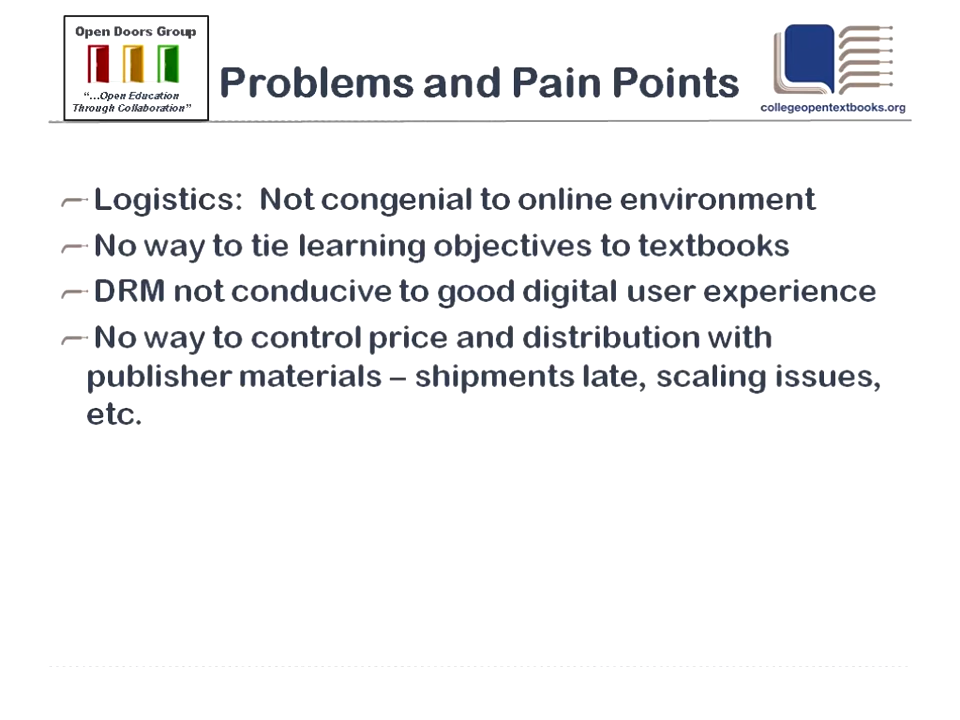 Open Doors Group
"...Open Education
Through Collaboration"
Problems and Pain Points
collegeopentextbooks.org
Logistics:  Not congenial to online environment
No way to tie learning objectives to textbooks
DRM not conducive to good digital user experience
No way to control price and distribution with
publisher materials – shipments late, scaling issues,
etc.